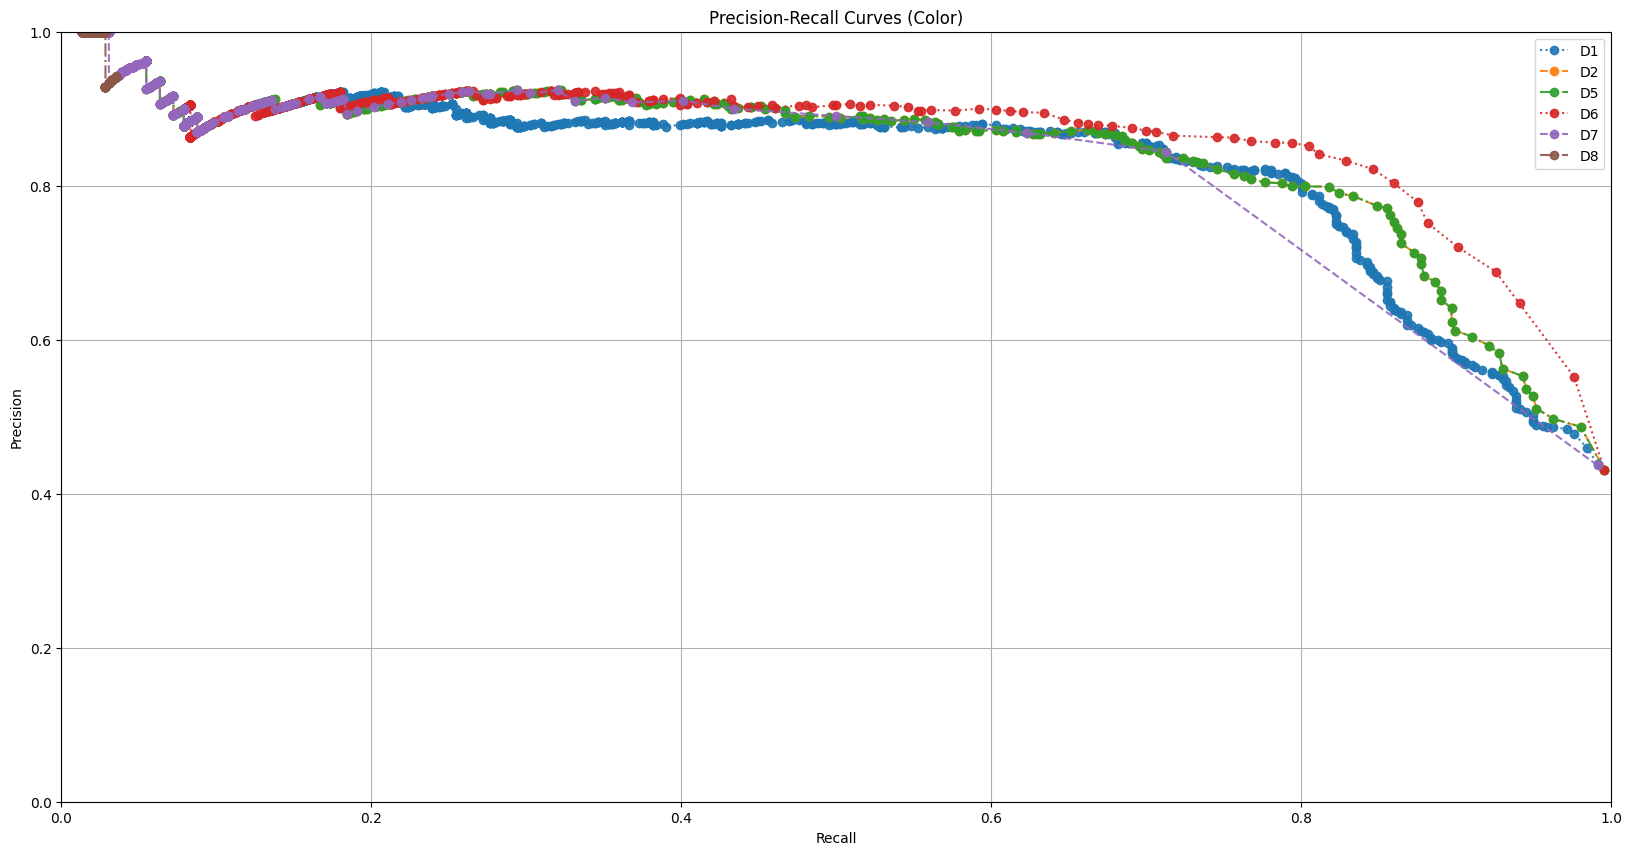 Precision-Recall Curves (Color)
1.0
0.8
0.6
0.4
0.2
0.0
Precision
D1
D2
D5
D6
D7
D8
0.0 0.2 0.4 0.6 0.8 1.0
Recall